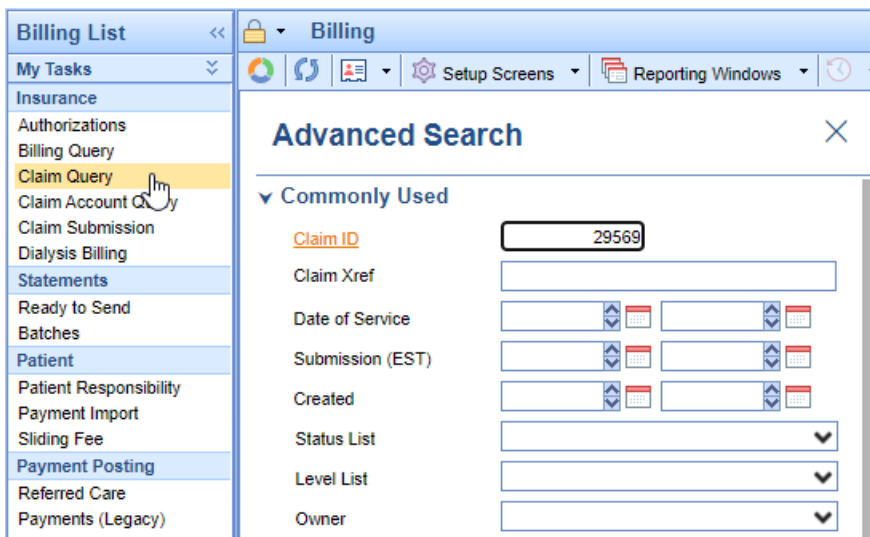 Billing List
My Tasks
Insurance
Authorizations
Billing Query
Claim Query
Claim Account Query
Claim Submission
Dialysis Billing
Statements
Ready to Send
Batches
Patient
Patient Responsibility
Payment Import
Sliding Fee
Payment Posting
Referred Care
Payments (Legacy)
Billing
Setup Screens Reporting Windows
Advanced Search
Commonly Used
Claim ID 29569
Claim Xref
Date of Service
Submission (EST)
Created
Status List
Level List
Owner